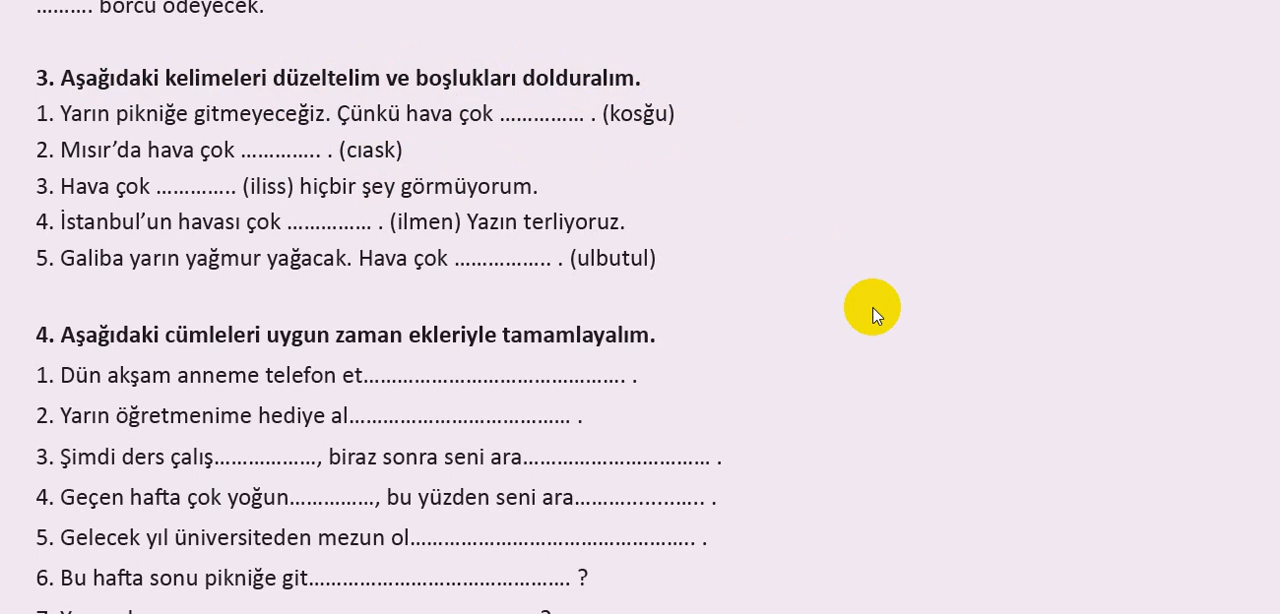 ………. borcu ödeyecek.
3. Aşağıdaki kelimeleri düzeltelim ve boşlukları dolduralım.
1. Yarın pikniğe gitmeyeceğiz. Çünkü hava çok …………… . (kosğu)
2. Mısır’da hava çok ………….. . (cıask)
3. Hava çok ………….. (iliss) hiçbir şey görmüyorum.
4. İstanbul’un havası çok …………… . (ilmen) Yazın terliyoruz.
5. Galiba yarın yağmur yağacak. Hava çok …………….. . (ulbutul)
4. Aşağıdaki cümleleri uygun zaman ekleriyle tamamlayalım.
1. Dün akşam anneme telefon et………………………………………. .
2. Yarın öğretmenime hediye al………………………………… .
3. Şimdi ders çalış………………, biraz sonra seni ara…………………………… .
4. Geçen hafta çok yoğun……………, bu yüzden seni ara………...........….. .
5. Gelecek yıl üniversiteden mezun ol………………………………………….. .
6. Bu hafta sonu pikniğe git………………………………………. ?